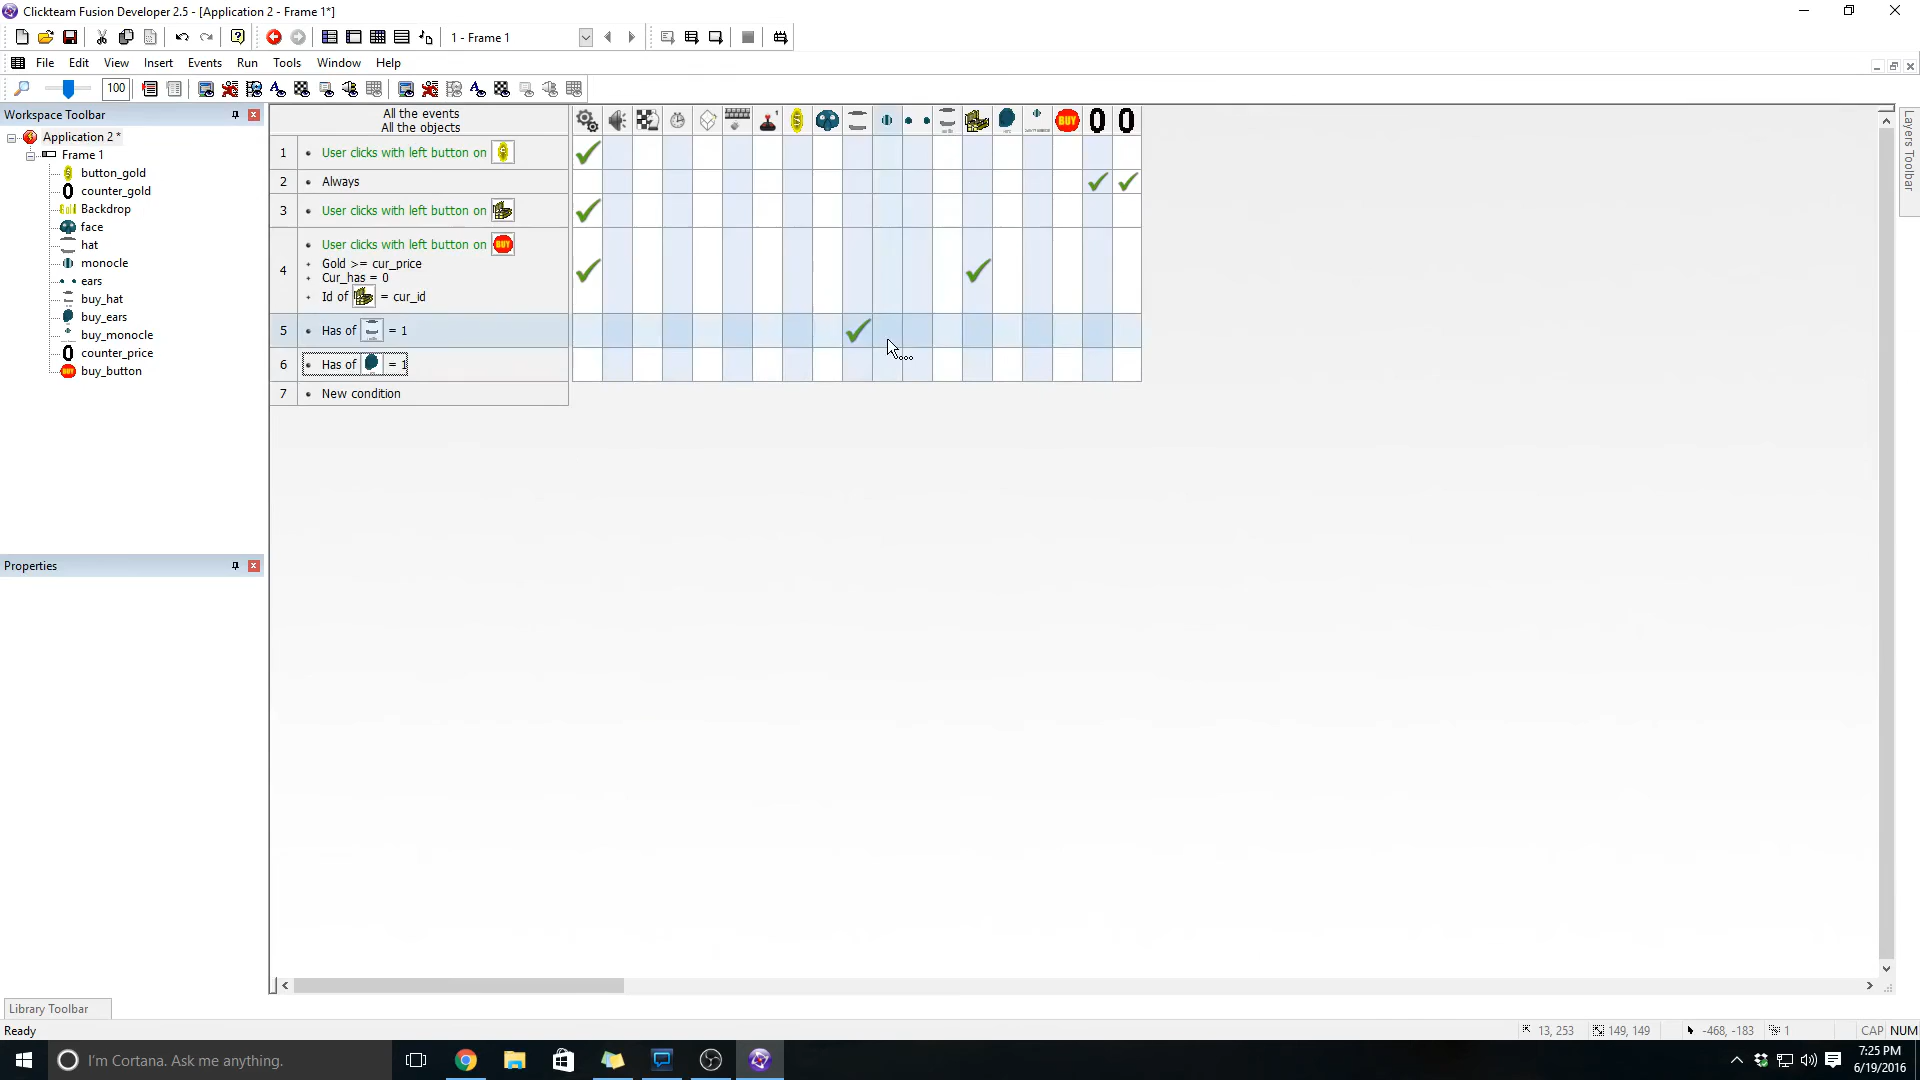 Clickteam Fusion Developer 2.5 - [Application 2 - Frame 1*]
1 - Frame 1
File Edit View Insert Events Run Tools Window Help
100
Workspace Toolbar
Application 2 *
Frame 1
button_gold
counter_gold
Backdrop
face
hat
monocle
ears
buy_hat
buy_ears
buy_monocle
counter_price
buy_button
Properties
Library Toolbar
All the events
All the objects
BUY 0 0
1 • User clicks with left button on
2 • Always
3 • User clicks with left button on
4 • User clicks with left button on BUY
+ Gold >= cur_price
+ Cur_has = 0
+ Id of = cur_id
5 • Has of = 1
6 • Has of = 1
7 • New condition
Layers Toolbar
Ready
13, 253 149, 149 -468, -183 1 CAP NUM
I'm Cortana. Ask me anything.
7:25 PM
6/19/2016